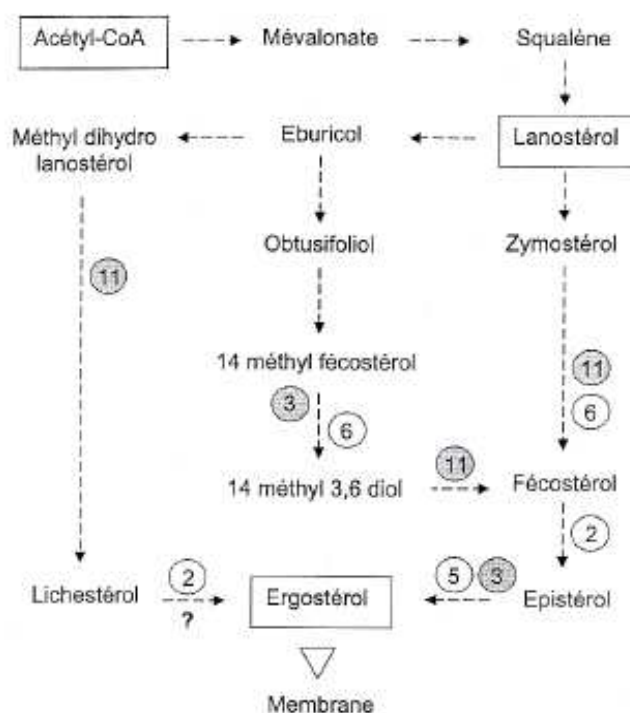 Acétyl-CoA
Mévalonate
Squalène
Méthyl dihydro
lanostérol
Eburicol
Lanostérol
Obtusifoliol
Zymostérol
11
14 méthyl fécostérol
11
3
6
6
14 méthyl 3,6 diol
11
Fécostérol
2
Lichestérol
2
?
Ergostérol
5
3
Epistérol
Membrane